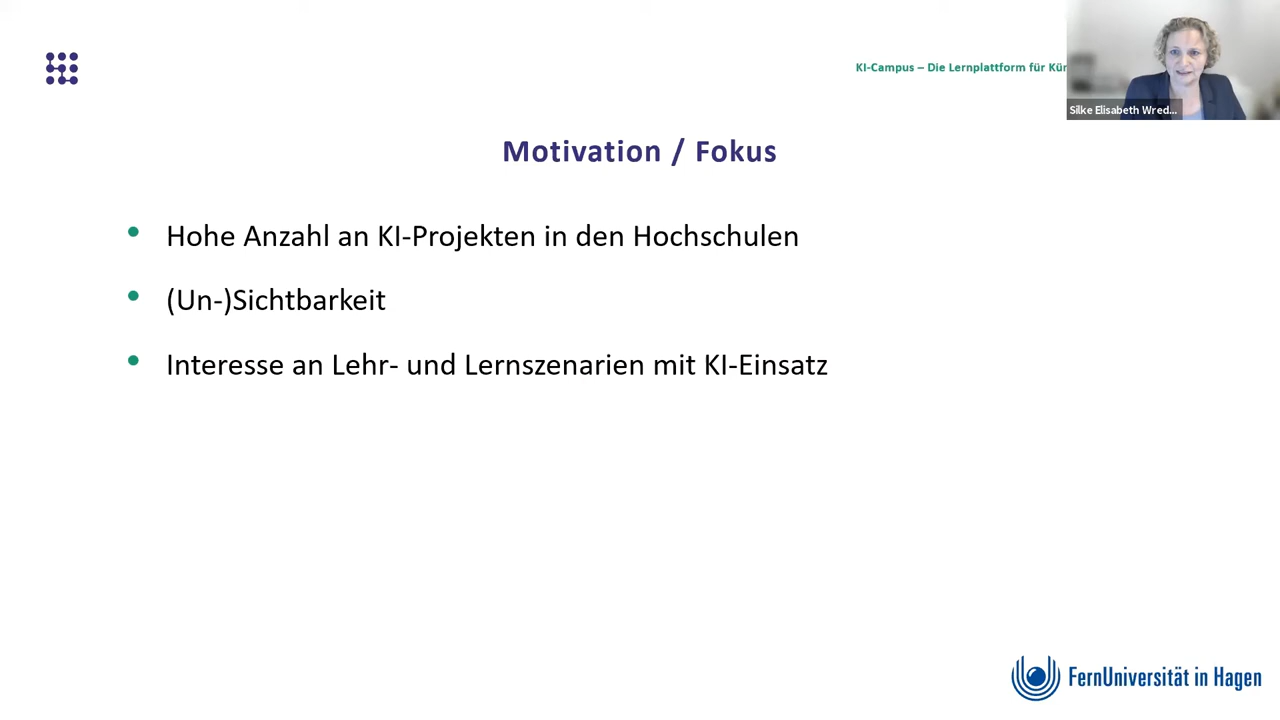 KI-Campus – Die Lernplattform für
Silke Elisabeth Wred...
Motivation / Fokus
Hohe Anzahl an KI-Projekten in den Hochschulen
(Un-)Sichtbarkeit
Interesse an Lehr- und Lernszenarien mit KI-Einsatz
FernUniversität in Hagen